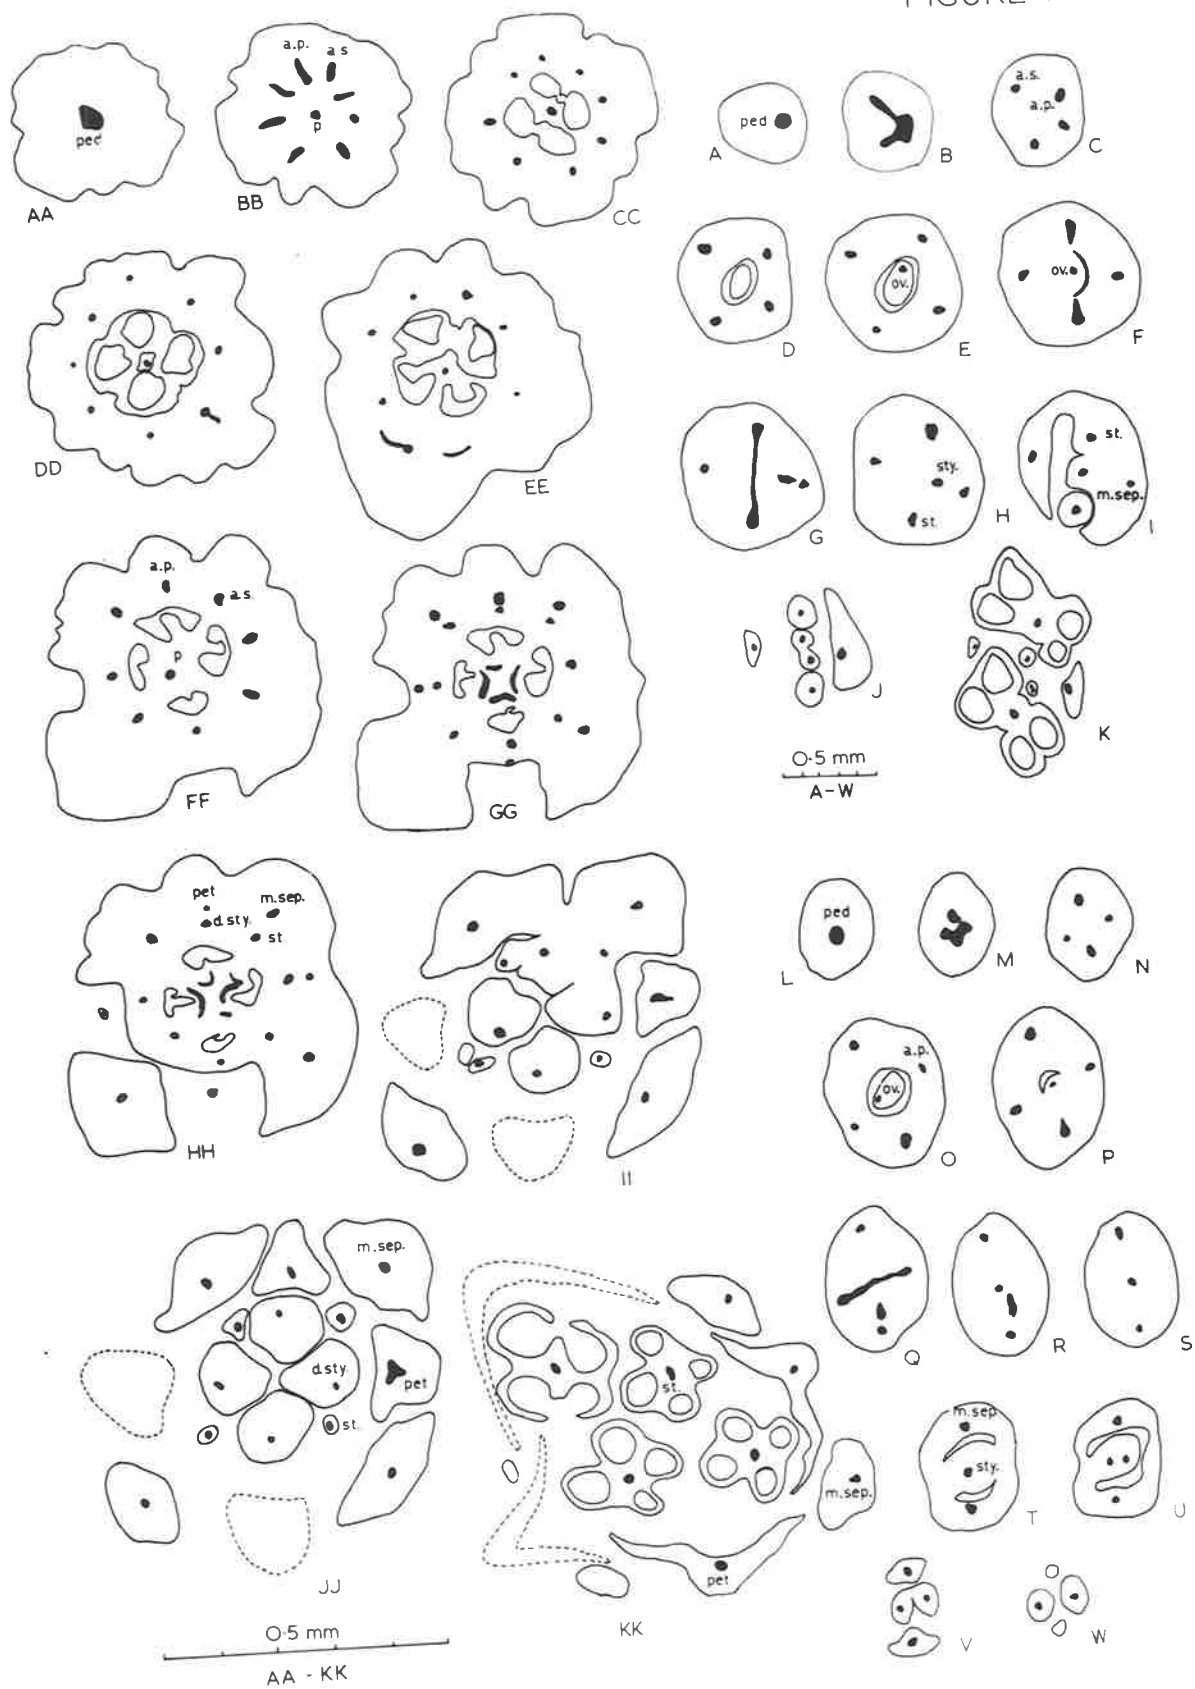 FIGURE
a.p. a s
ped
p
AA
BB
CC
ped
a.s.
a.p.
A
B
C
ov.
ov.
D
E
F
DD
EE
sty.
st.
st.
m.sep.
G
H
I
a.p.
a.s.
p
FF
GG
J
K
0·5 mm
A-W
pet
m.sep.
d.sty.
st
HH
II
ped
L
M
N
a.p.
ov.
O
P
m.sep.
d.sty.
pet
st.
JJ
st.
m.sep.
pet
KK
Q
R
S
m.sep
sty.
T
U
V
W
0·5 mm
AA - KK